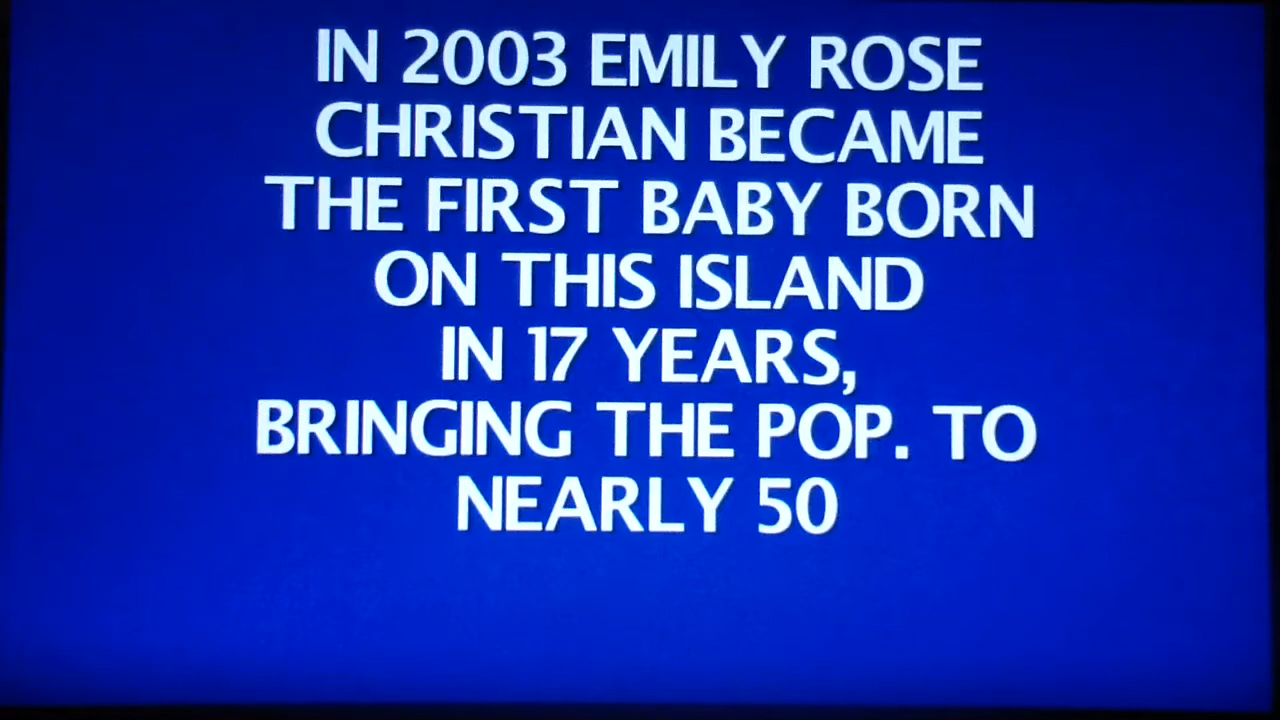 IN 2003 EMILY ROSE
CHRISTIAN BECAME
THE FIRST BABY BORN
ON THIS ISLAND
IN 17 YEARS,
BRINGING THE POP. TO
NEARLY 50